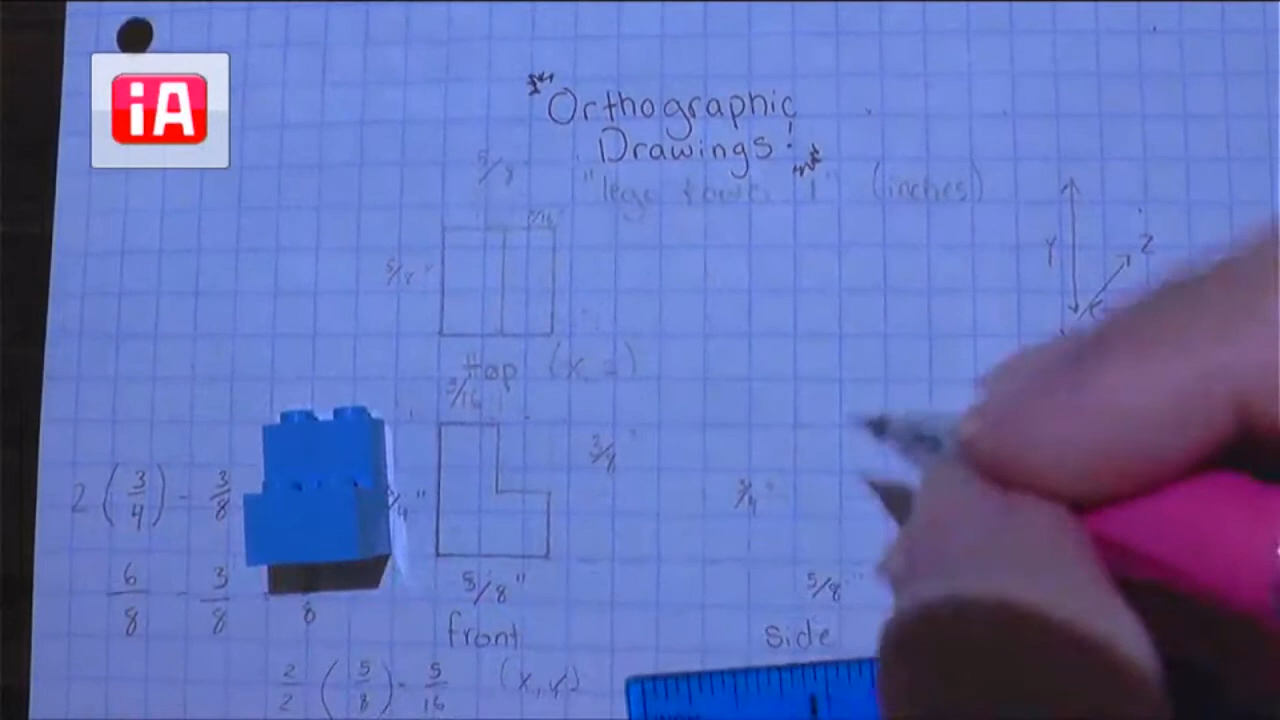 iA
Orthographic
Drawings!
5/8
"lego tower 1" (inches)
5/8"
Y
Z
top (x, z)
5/16
3/8"
2 (3/4) - 3/8
3/4"
3/4"
6/8 - 3/8
8
5/8"
5/8"
front
side
2/2 (5/8) - 5/16
(x, y)